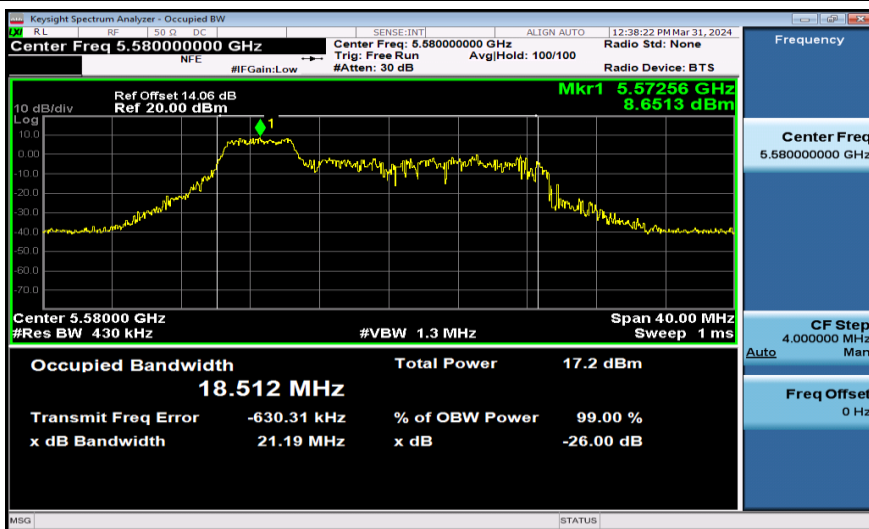 Keysight Spectrum Analyzer - Occupied BW
LXI RL RF 50 Ω DC SENSE:INT ALIGN AUTO 12:38:22 PM Mar 31, 2024
Center Freq 5.580000000 GHz
NFE
#IFGain:Low
Center Freq: 5.580000000 GHz
Trig: Free Run Avg|Hold: 100/100
#Atten: 30 dB
Radio Std: None
Radio Device: BTS
Frequency
Ref Offset 14.06 dB
10 dB/div Ref 20.00 dBm
Log
Mkr1 5.57256 GHz
8.6513 dBm
1
10.0
0.00
-10.0
-20.0
-30.0
-40.0
-50.0
-60.0
-70.0
Center Freq
5.580000000 GHz
Center 5.58000 GHz Span 40.00 MHz
#Res BW 430 kHz #VBW 1.3 MHz Sweep 1 ms
CF Step
4.000000 MHz
Auto Man
Occupied Bandwidth Total Power 17.2 dBm
18.512 MHz
Transmit Freq Error -630.31 kHz % of OBW Power 99.00 %
x dB Bandwidth 21.19 MHz x dB -26.00 dB
Freq Offset
0 Hz
MSG STATUS